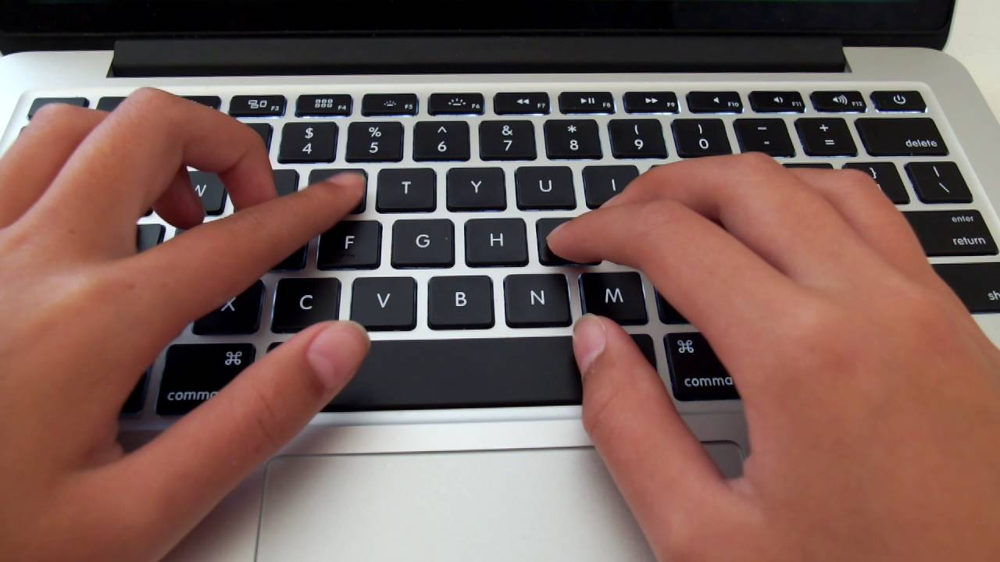 F3 F4 F5 F6 F7 F8 F9 F10 F11 F12
$ % ^ & * ( ) – +
4 5 6 7 8 9 0 - = delete
W T Y U I } | \
enter
F G H return
X C V B N M sh
⌘ ⌘
comma comma